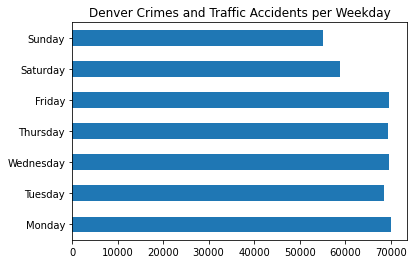 Denver Crimes and Traffic Accidents per Weekday
Sunday
Saturday
Friday
Thursday
Wednesday
Tuesday
Monday
0 10000 20000 30000 40000 50000 60000 70000